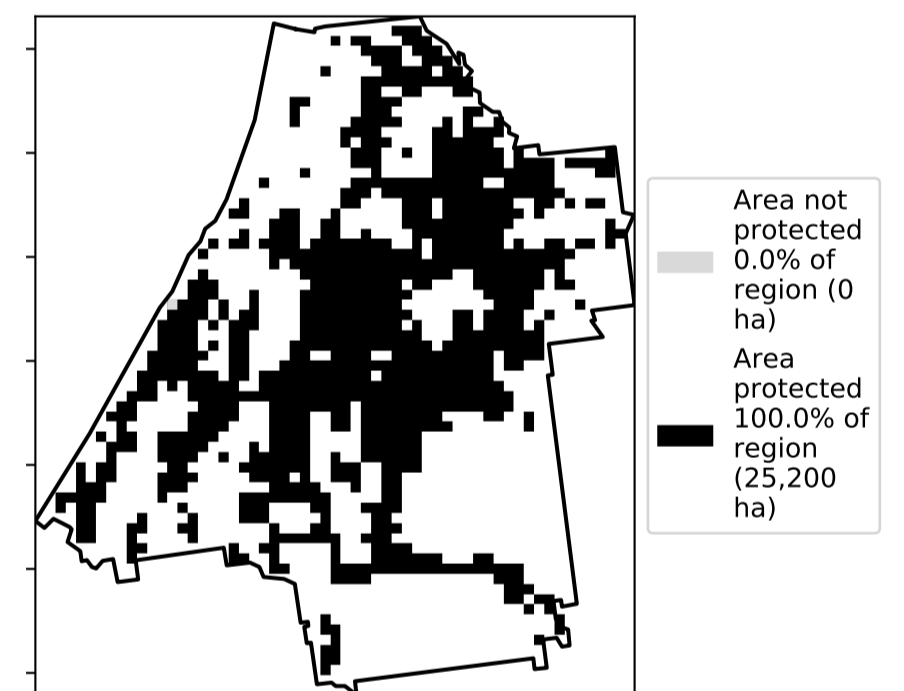 Area not
protected
0.0% of
region (0
ha)
Area
protected
100.0% of
region
(25,200
ha)